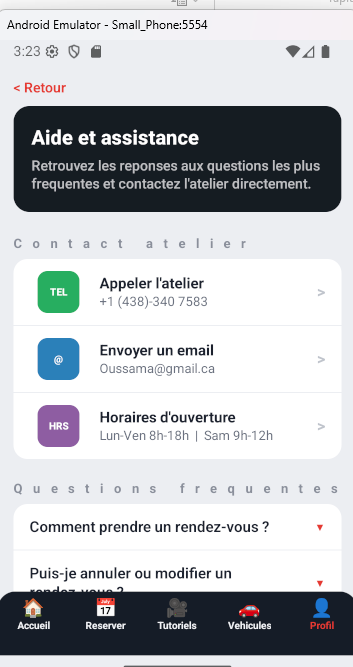 Android Emulator - Small_Phone:5554
3:23
< Retour
Aide et assistance
Retrouvez les reponses aux questions les plus
frequentes et contactez l'atelier directement.
Contact atelier
TEL
Appeler l'atelier
+1 (438)-340 7583
>
@
Envoyer un email
Oussama@gmail.ca
>
HRS
Horaires d'ouverture
Lun-Ven 8h-18h | Sam 9h-12h
>
Questions frequentes
Comment prendre un rendez-vous ?
▼
Puis-je annuler ou modifier un
rendez-vous ?
▼
Accueil
Reserver
Tutoriels
Vehicules
Profil